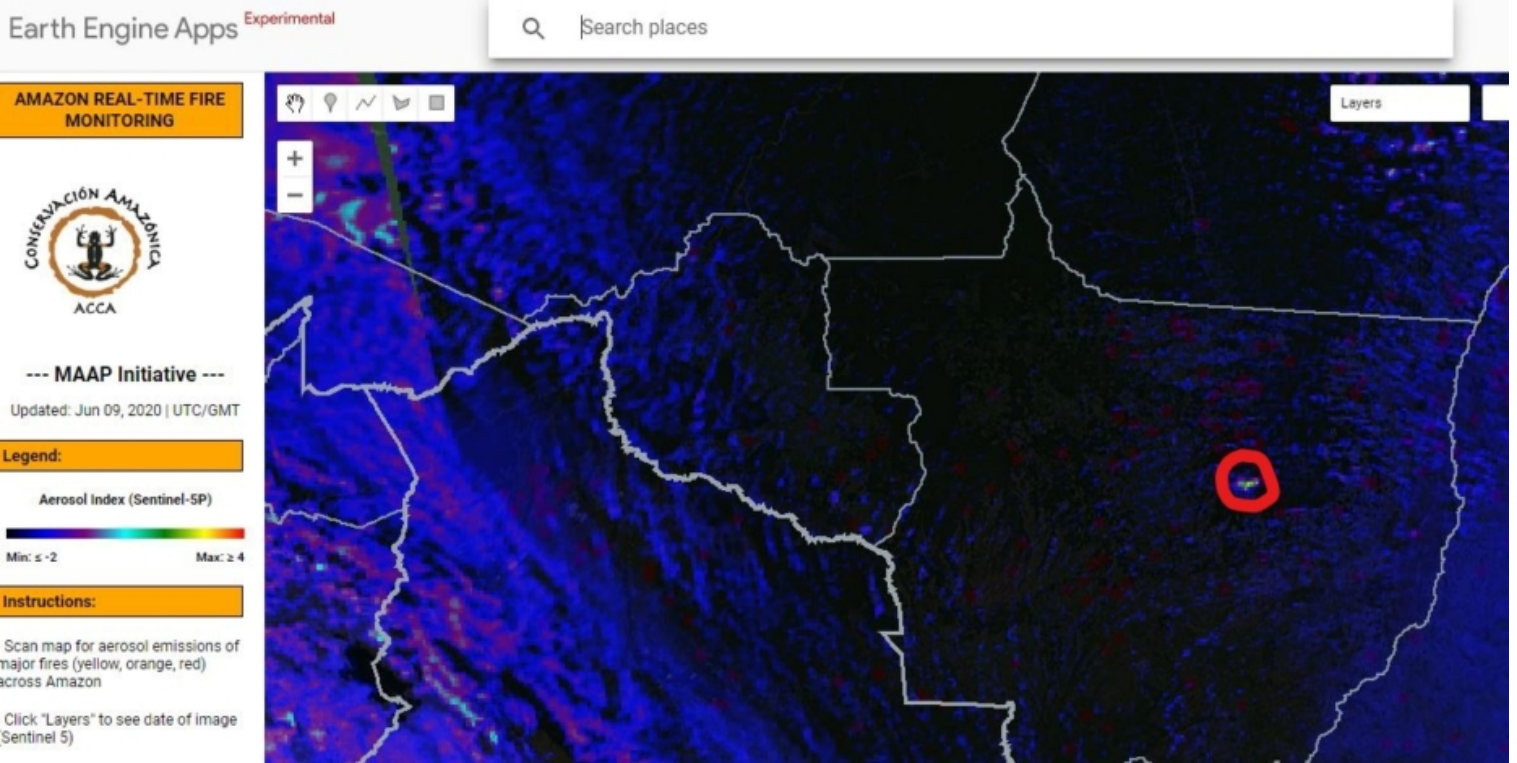 Earth Engine Apps Experimental
Search places
AMAZON REAL-TIME FIRE
MONITORING
CONSERVACIÓN AMAZÓNICA
ACCA
--- MAAP Initiative ---
Updated: Jun 09, 2020 | UTC/GMT
Legend:
Aerosol Index (Sentinel-5P)
Min: ≤ -2 Max: ≥ 4
Instructions:
Scan map for aerosol emissions of
major fires (yellow, orange, red)
across Amazon
Click "Layers" to see date of image
(Sentinel 5)
+
−
Layers